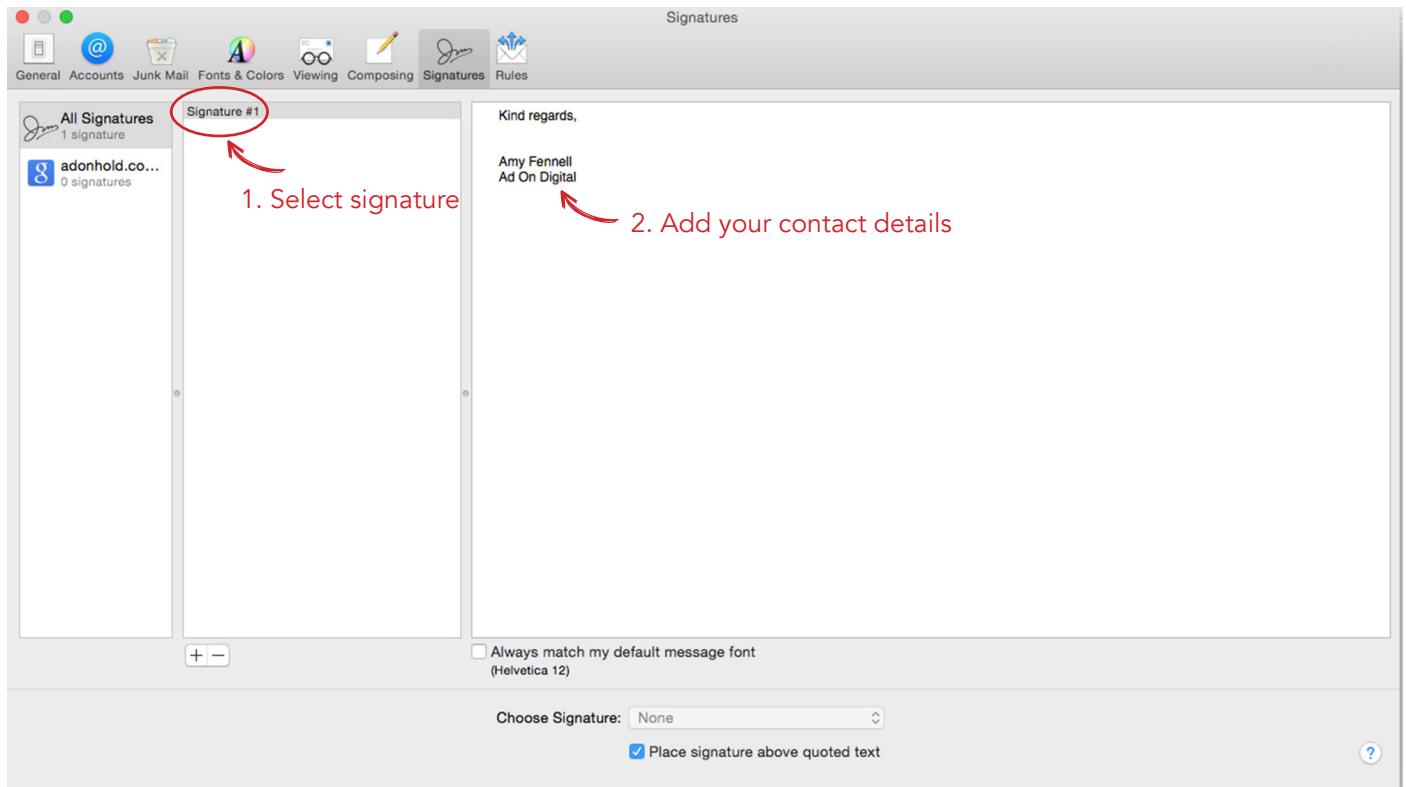 Signatures
General Accounts Junk Mail Fonts & Colors Viewing Composing Signatures Rules
All Signatures
1 signature
adonhold.co...
0 signatures
Signature #1
1. Select signature
Kind regards,
Amy Fennell
Ad On Digital
2. Add your contact details
+ −
Always match my default message font
(Helvetica 12)
Choose Signature: None
Place signature above quoted text
?